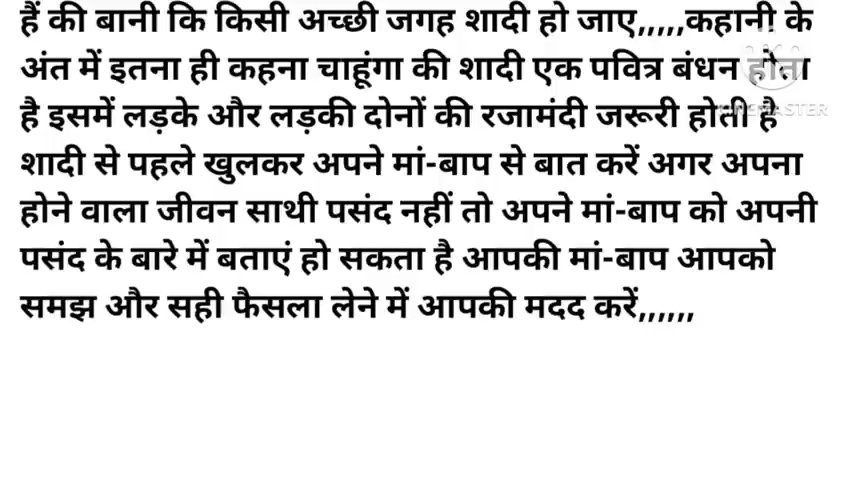 हैं की बानी कि किसी अच्छी जगह शादी हो जाए,,,,,कहानी के
अंत में इतना ही कहना चाहूंगा की शादी एक पवित्र बंधन होता
है इसमें लड़के और लड़की दोनों की रजामंदी जरूरी होती है
KINEMASTER
शादी से पहले खुलकर अपने मां-बाप से बात करें अगर अपना
होने वाला जीवन साथी पसंद नहीं तो अपने मां-बाप को अपनी
पसंद के बारे में बताएं हो सकता है आपकी मां-बाप आपको
समझ और सही फैसला लेने में आपकी मदद करें,,,,,,